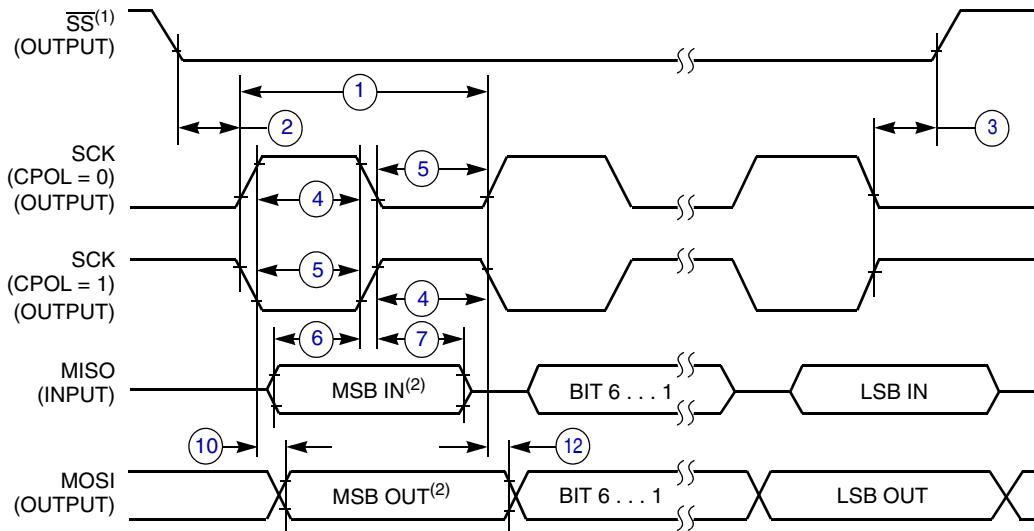 SS(1)
(OUTPUT)
1
2
3
SCK
(CPOL = 0)
(OUTPUT)
5
4
SCK
(CPOL = 1)
(OUTPUT)
5
4
6
7
MISO
(INPUT)
MSB IN(2)
BIT 6 . . . 1
LSB IN
10
12
MOSI
(OUTPUT)
MSB OUT(2)
BIT 6 . . . 1
LSB OUT